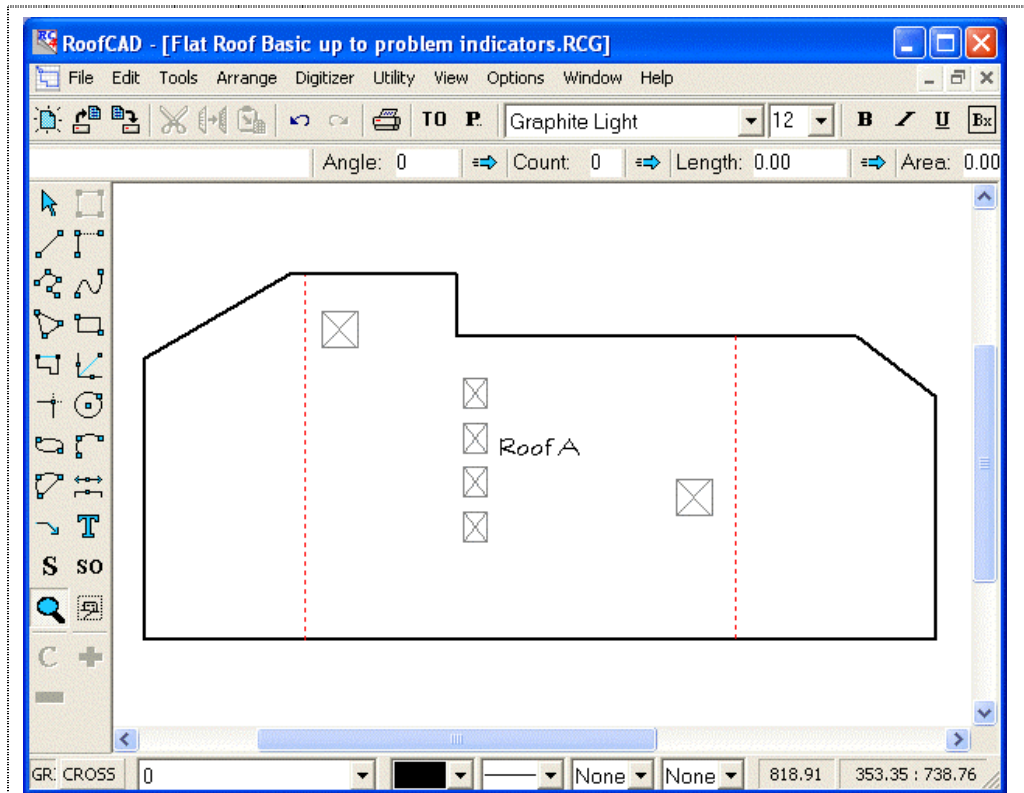 RoofCAD - [Flat Roof Basic up to problem indicators.RCG]
File Edit Tools Arrange Digitizer Utility View Options Window Help
TO P. Graphite Light 12 B I U Bx
Angle: 0 Count: 0 Length: 0.00 Area: 0.00
Roof A
T
S SO
C
GR: CROSS 0 None None 818.91 353.35 : 738.76